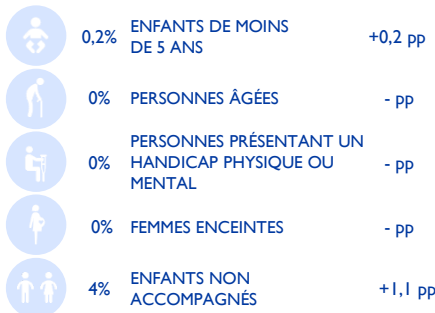 0,2% ENFANTS DE MOINS DE 5 ANS +0,2 pp
0% PERSONNES ÂGÉES - pp
0% PERSONNES PRÉSENTANT UN HANDICAP PHYSIQUE OU MENTAL - pp
0% FEMMES ENCEINTES - pp
4% ENFANTS NON ACCOMPAGNÉS +1,1 pp